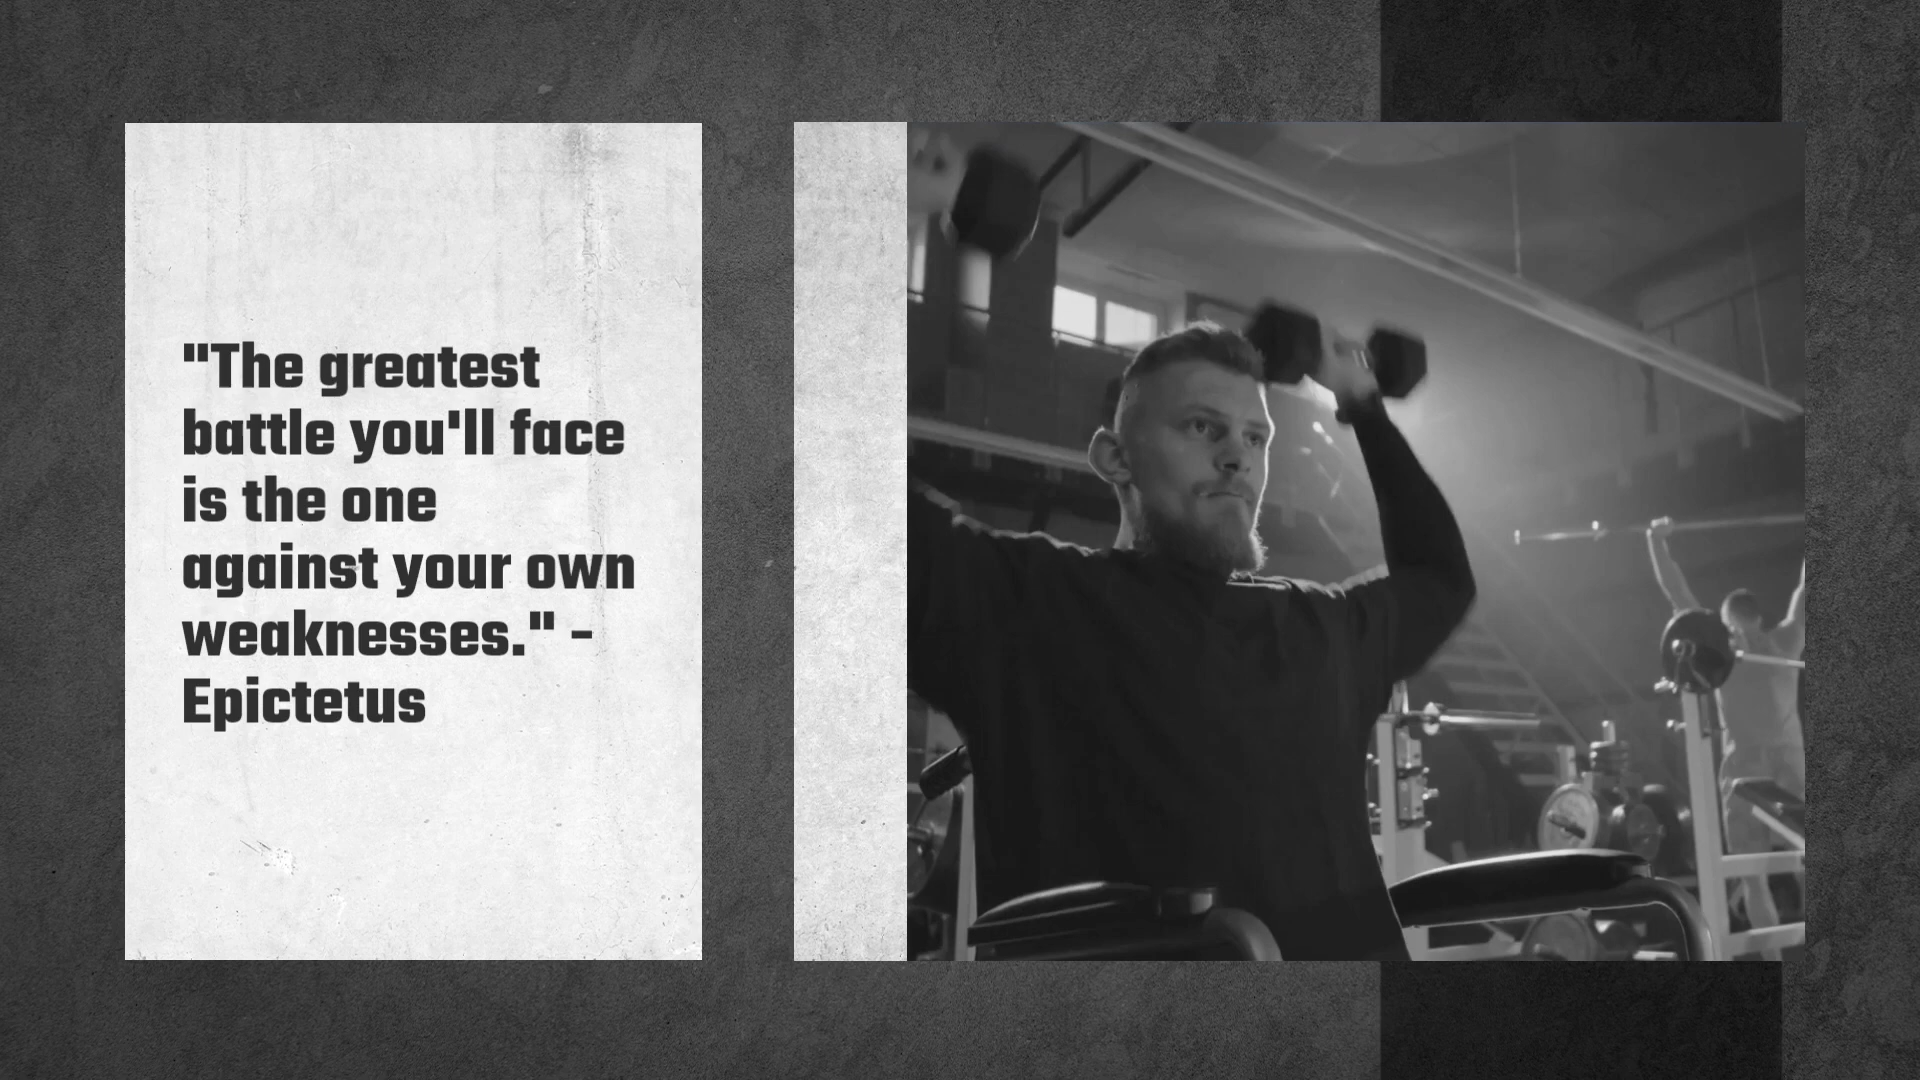 "The greatest
battle you'll face
is the one
against your own
weaknesses." -
Epictetus